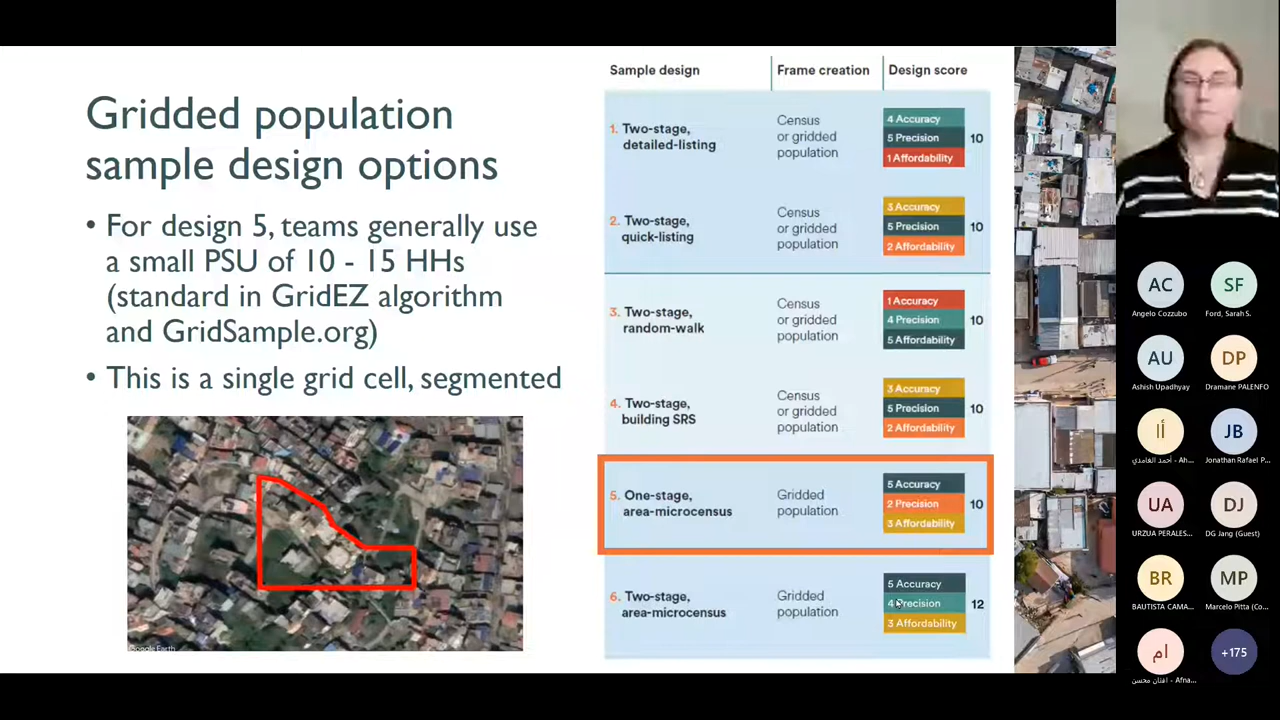 Gridded population
sample design options
• For design 5, teams generally use
a small PSU of 10 - 15 HHs
(standard in GridEZ algorithm
and GridSample.org)
• This is a single grid cell, segmented
Google Earth
Sample design
Frame creation
Design score
1. Two-stage,
detailed-listing
Census
or gridded
population
4 Accuracy
5 Precision
1 Affordability
10
2. Two-stage,
quick-listing
Census
or gridded
population
3 Accuracy
5 Precision
2 Affordability
10
3. Two-stage,
random-walk
Census
or gridded
population
1 Accuracy
4 Precision
5 Affordability
10
4. Two-stage,
building SRS
Census
or gridded
population
3 Accuracy
5 Precision
2 Affordability
10
5. One-stage,
area-microcensus
Gridded
population
5 Accuracy
2 Precision
3 Affordability
10
6. Two-stage,
area-microcensus
Gridded
population
5 Accuracy
4 Precision
3 Affordability
12
AC
Angelo Cozzubo
SF
Ford, Sarah S.
AU
Ashish Upadhyay
DP
Dramane PALENFO
أا
أحمد الغامدي - Ah...
JB
Jonathan Rafael P...
UA
URZUA PERALES...
DJ
DG Jang (Guest)
BR
BAUTISTA CAMA...
MP
Marcelo Pitta (Co...
ام
افنان محسن - Afna...
+175